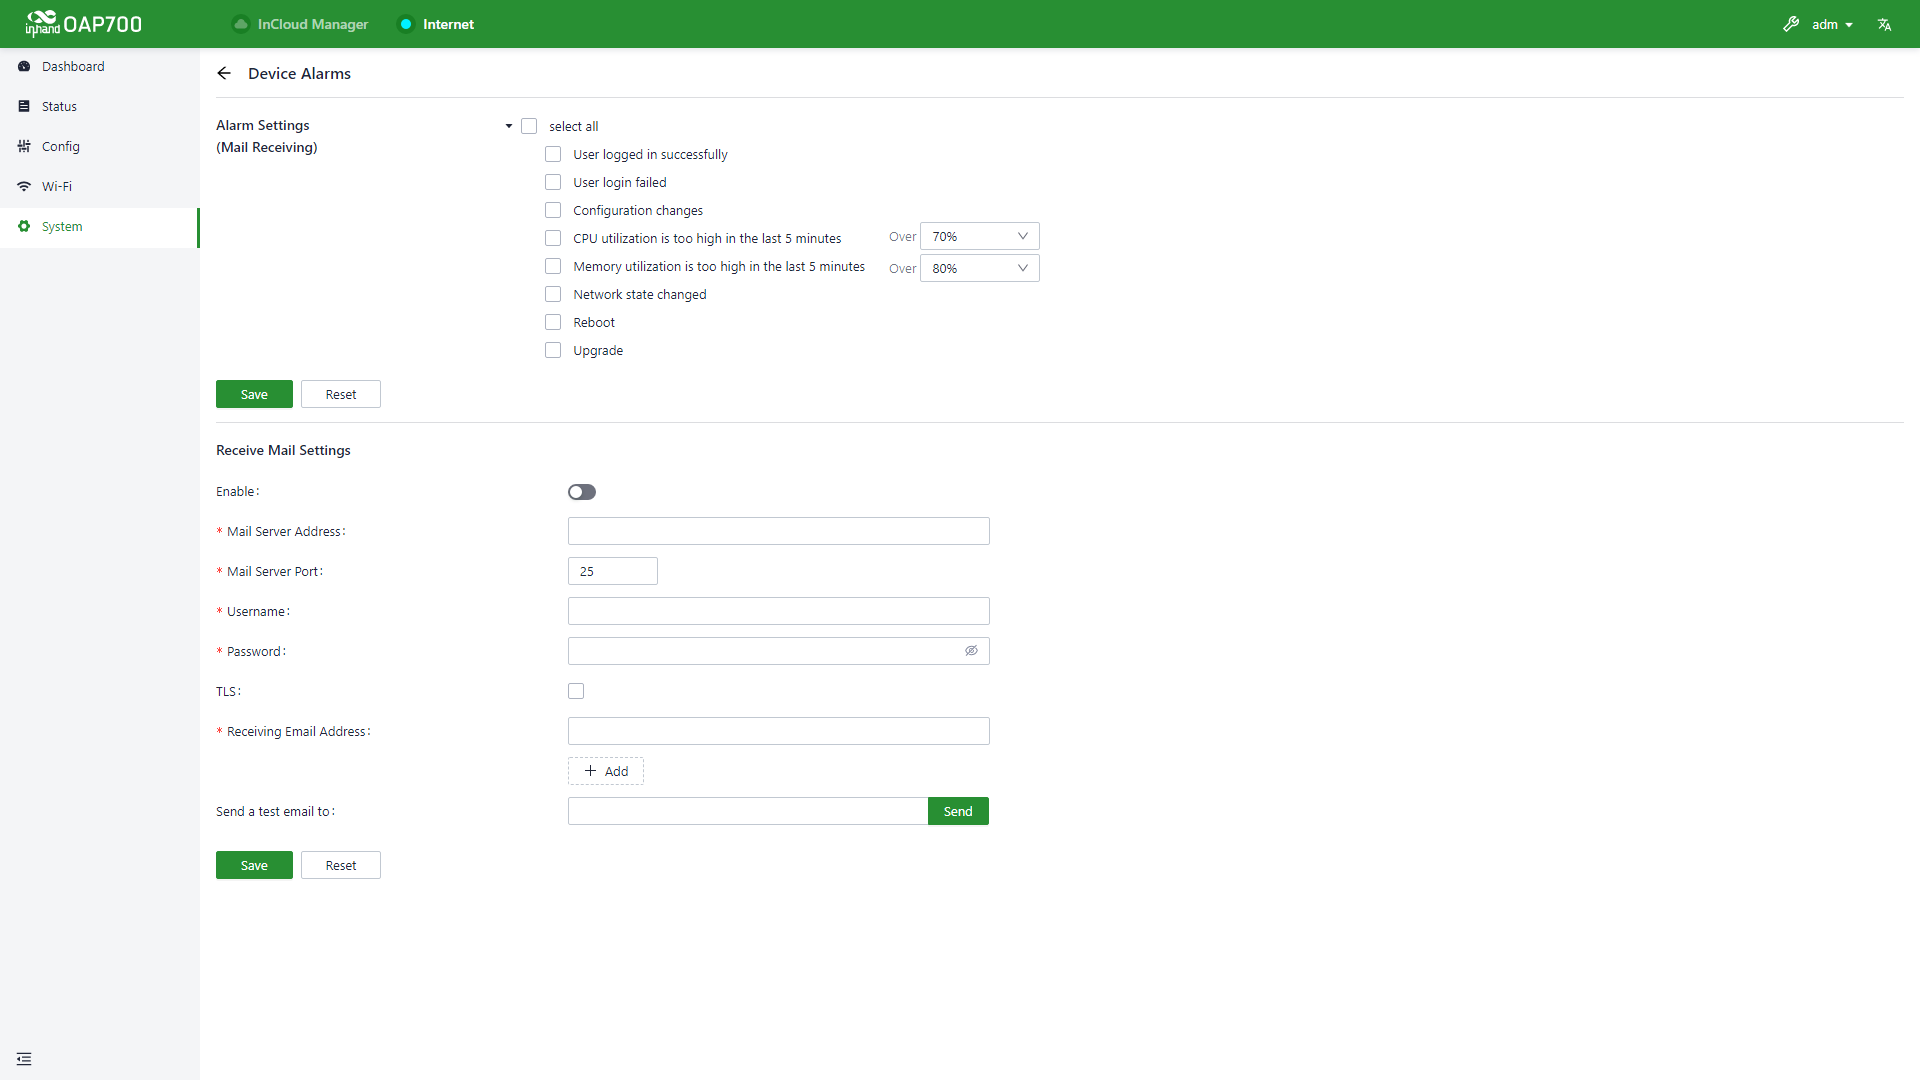 inhand OAP700
InCloud Manager
Internet
adm
Dashboard
Status
Config
Wi-Fi
System
Device Alarms
Alarm Settings
(Mail Receiving)
select all
User logged in successfully
User login failed
Configuration changes
CPU utilization is too high in the last 5 minutes Over 70%
Memory utilization is too high in the last 5 minutes Over 80%
Network state changed
Reboot
Upgrade
Save Reset
Receive Mail Settings
Enable:
* Mail Server Address:
* Mail Server Port: 25
* Username:
* Password:
TLS:
* Receiving Email Address:
+ Add
Send a test email to: Send
Save Reset